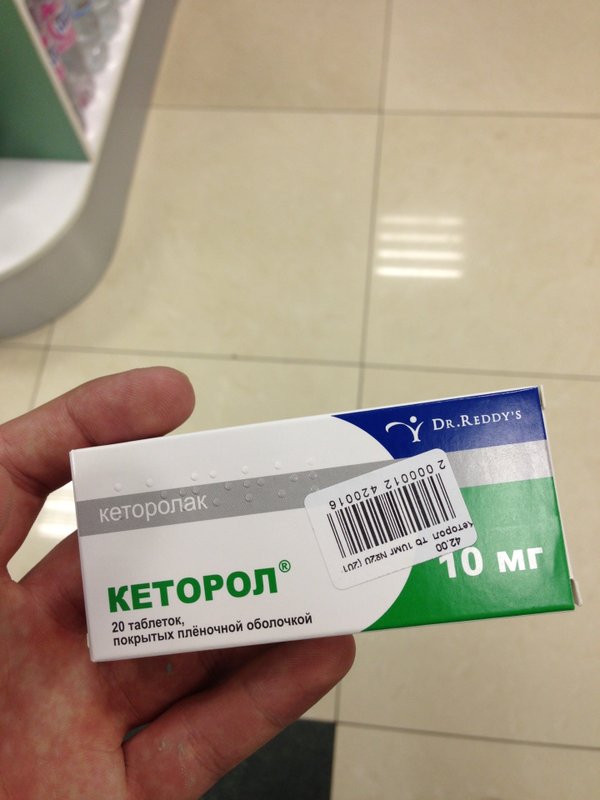 DR.REDDY'S
кеторолак
КЕТОРОЛ®
20 таблеток,
покрытых плёночной оболочкой
10 мг
2 000012 420016
42.00
Кеторол тб 10мг №20